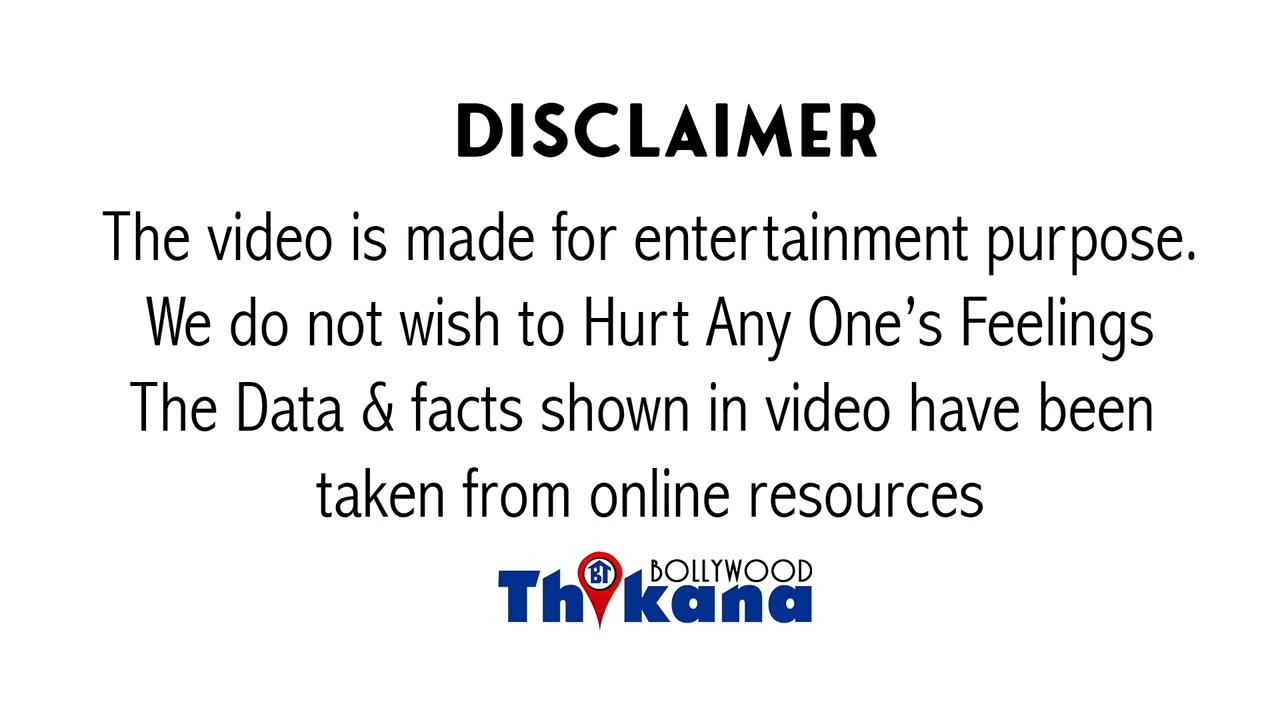 DISCLAIMER
The video is made for entertainment purpose.
We do not wish to Hurt Any One’s Feelings
The Data & facts shown in video have been
taken from online resources
BT BOLLYWOOD
Thikana